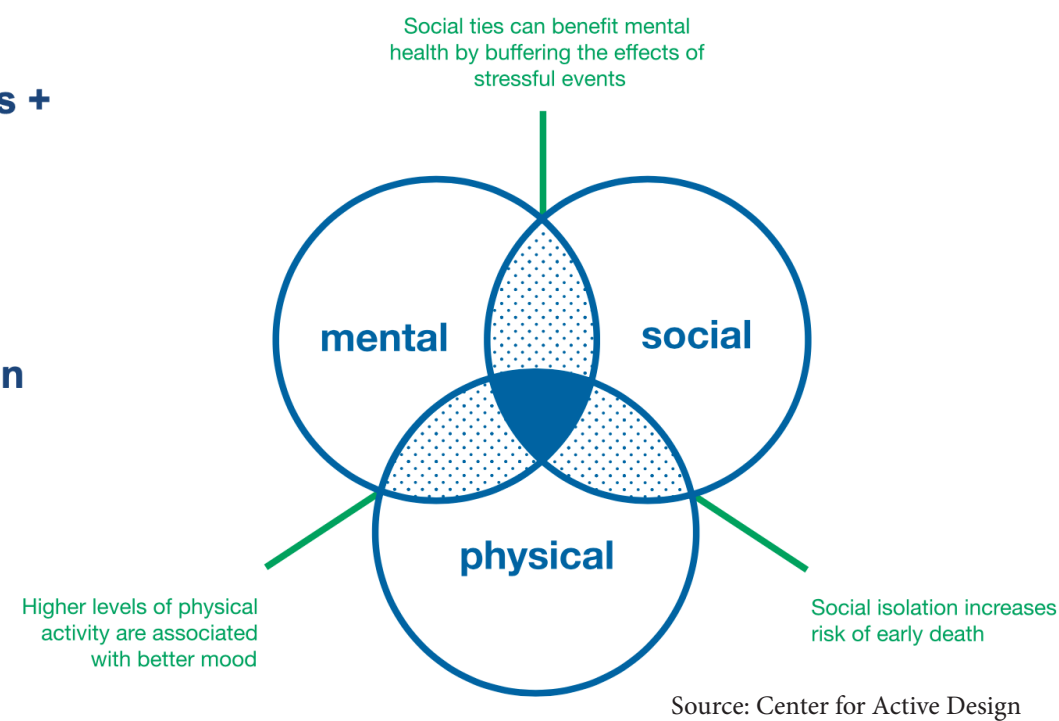 Social ties can benefit mental
health by buffering the effects of
stressful events
s +
mental
social
n
physical
Higher levels of physical
activity are associated
with better mood
Social isolation increases
risk of early death
Source: Center for Active Design